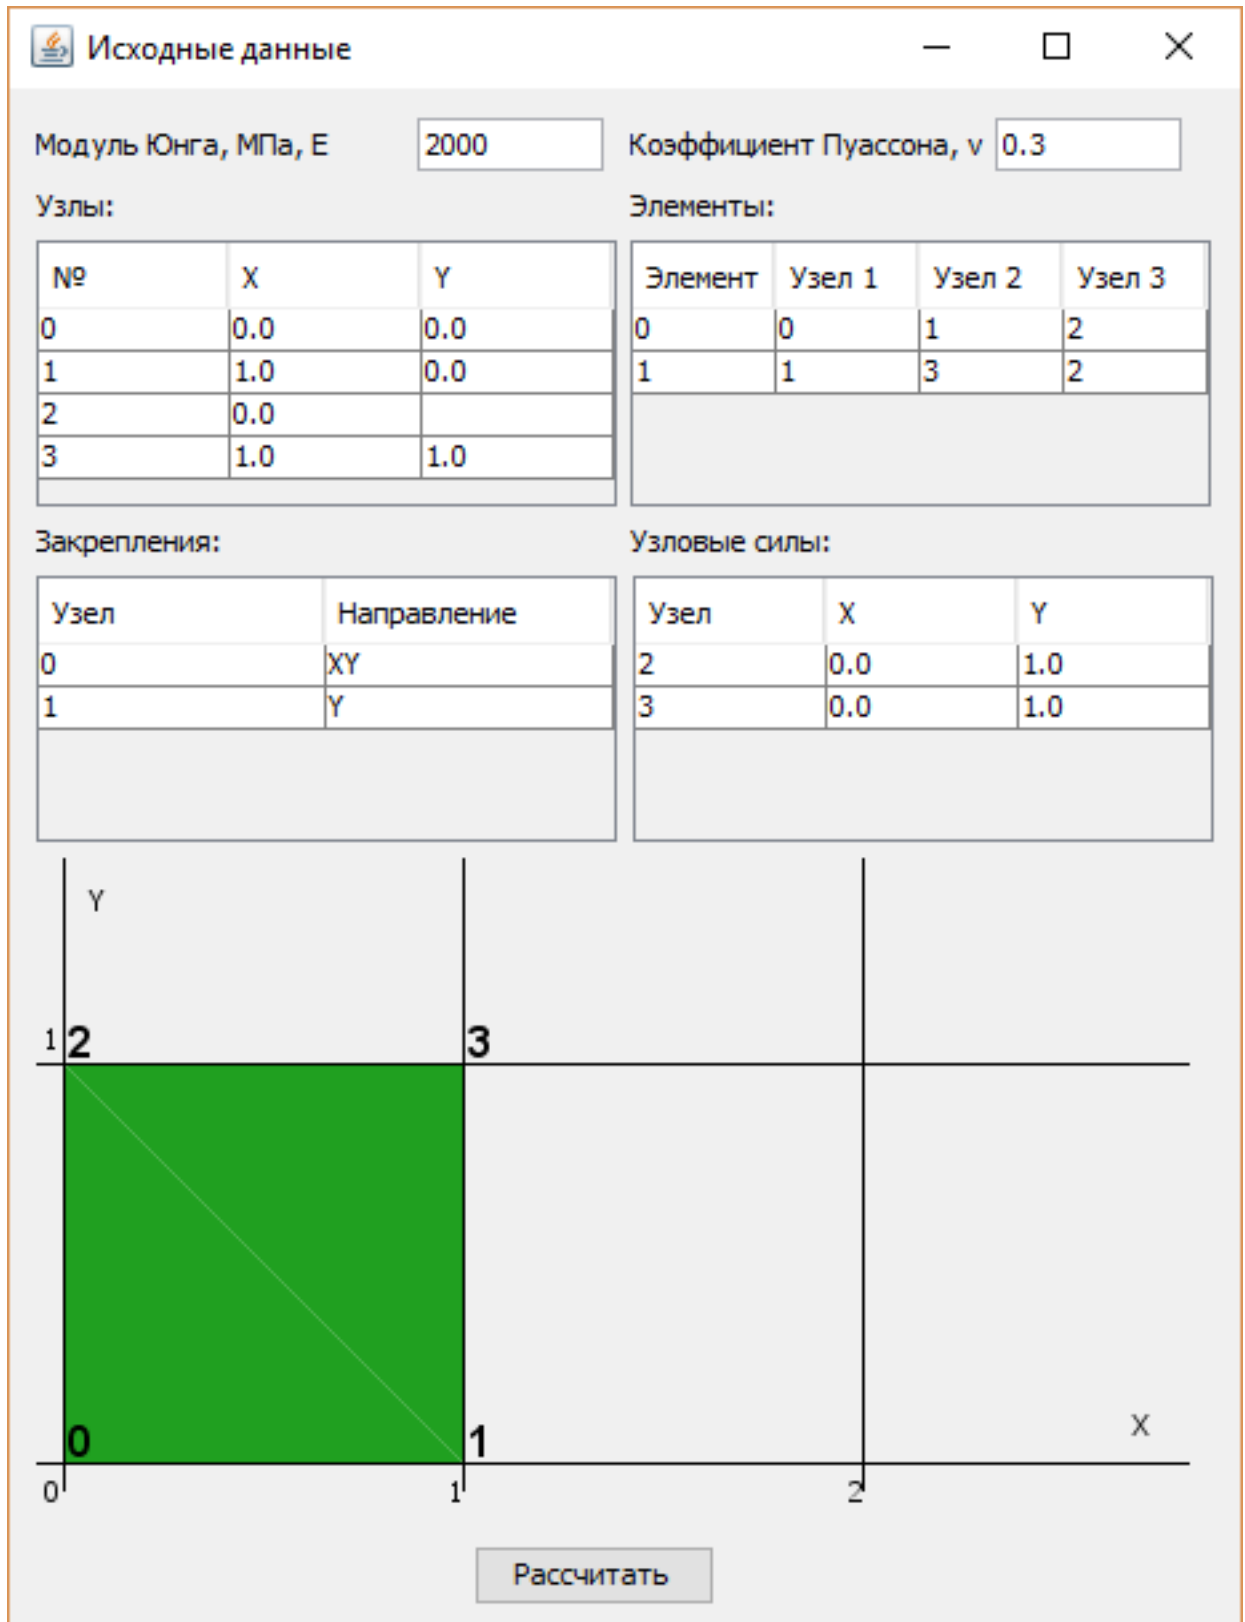 Исходные данные
Модуль Юнга, МПа, E 2000 Коэффициент Пуассона, ν 0.3
Узлы: Элементы:
№ X Y Элемент Узел 1 Узел 2 Узел 3
0 0.0 0.0 0 0 1 2
1 1.0 0.0 1 1 3 2
2 0.0
3 1.0 1.0
Закрепления: Узловые силы:
Узел Направление Узел X Y
0 XY 2 0.0 1.0
1 Y 3 0.0 1.0
Y
1 2 3
0 1 X
0 1 2
Рассчитать